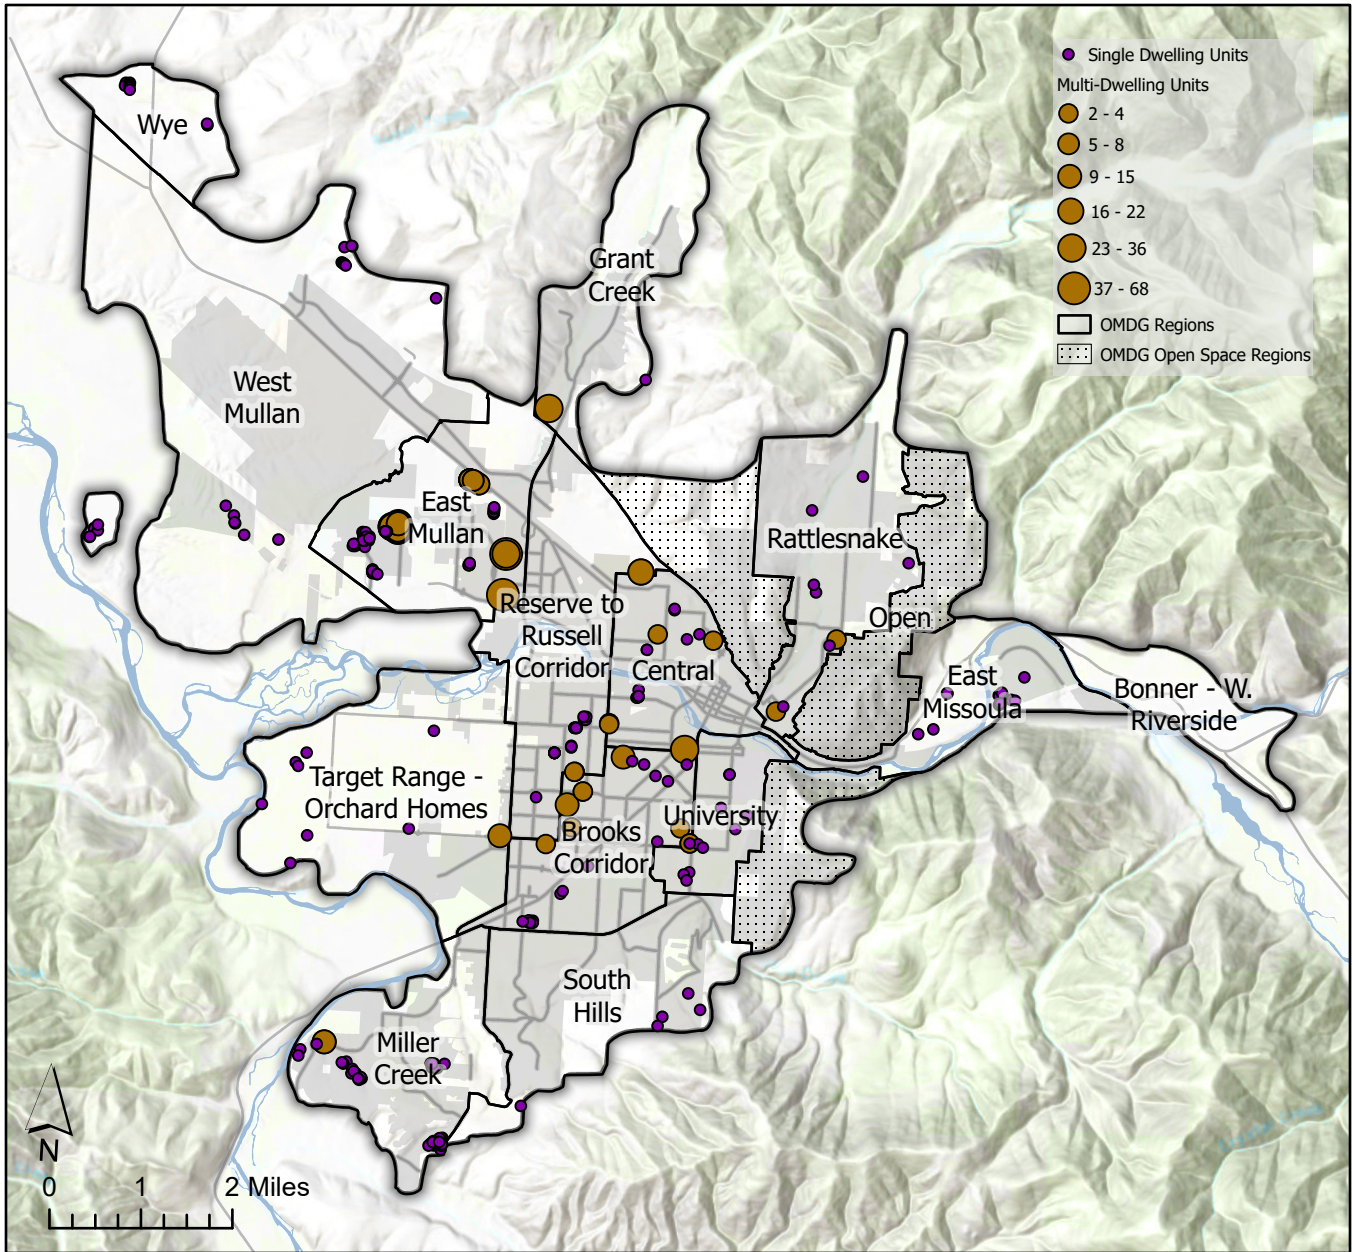 Single Dwelling Units
Multi-Dwelling Units
2 - 4
5 - 8
9 - 15
16 - 22
23 - 36
37 - 68
OMDG Regions
OMDG Open Space Regions
Wye
Grant
Creek
West
Mullan
East
Mullan
Rattlesnake
Open
Reserve to
Russell
Corridor
Central
East
Missoula
Bonner - W.
Riverside
Target Range -
Orchard Homes
University
Brooks
Corridor
South
Hills
Miller
Creek
N
0 1 2 Miles